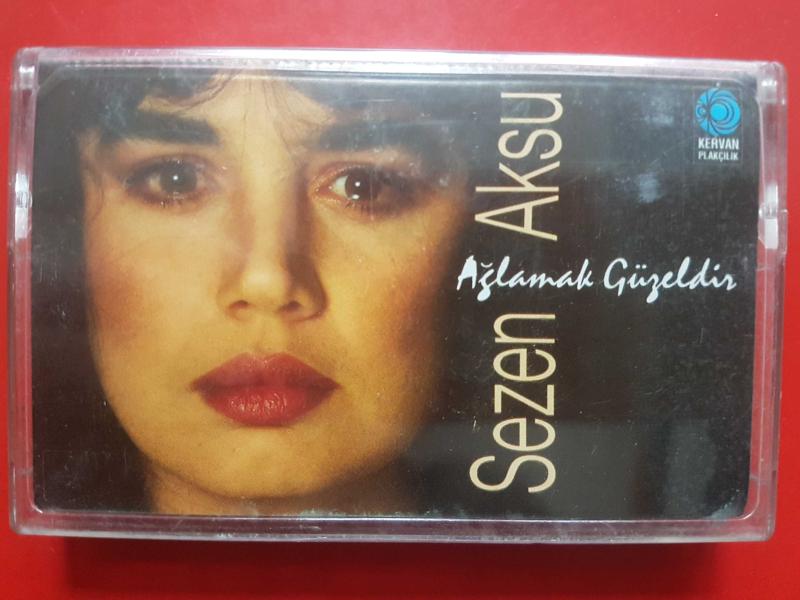 Sezen Aksu
Ağlamak Güzeldir
KERVAN
PLAKÇILIK